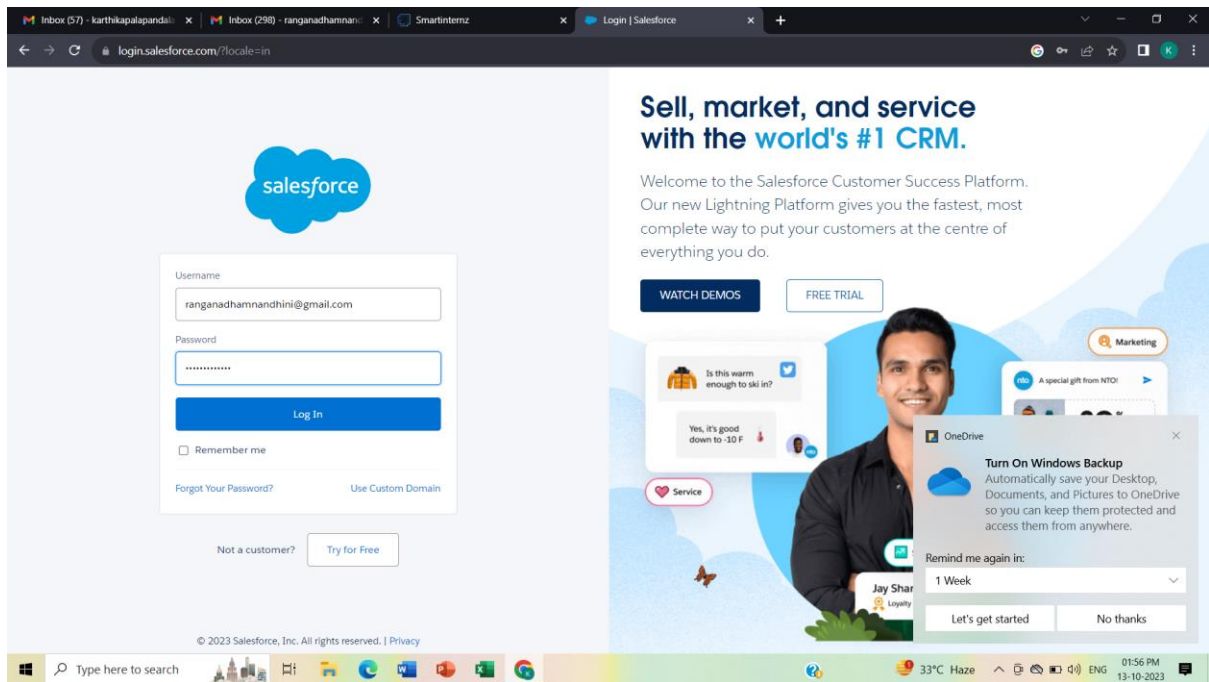 Inbox (57) - karthikapalapandala
Inbox (298) - ranganadhamnand
Smartinternz
Login | Salesforce
login.salesforce.com/?locale=in
K
salesforce
Username
ranganadhamnandhini@gmail.com
Password
Log In
Remember me
Forgot Your Password?
Use Custom Domain
Not a customer?
Try for Free
© 2023 Salesforce, Inc. All rights reserved. | Privacy
Sell, market, and service
with the world's #1 CRM.
Welcome to the Salesforce Customer Success Platform.
Our new Lightning Platform gives you the fastest, most
complete way to put your customers at the centre of
everything you do.
WATCH DEMOS
FREE TRIAL
Is this warm
enough to ski in?
Yes, it's good
down to -10 F
Service
Marketing
nto
A special gift from NTO!
Jay Shar
Loyalty
OneDrive
Turn On Windows Backup
Automatically save your Desktop,
Documents, and Pictures to OneDrive
so you can keep them protected and
access them from anywhere.
Remind me again in:
1 Week
Let's get started
No thanks
Type here to search
33°C Haze
ENG
01:56 PM
13-10-2023